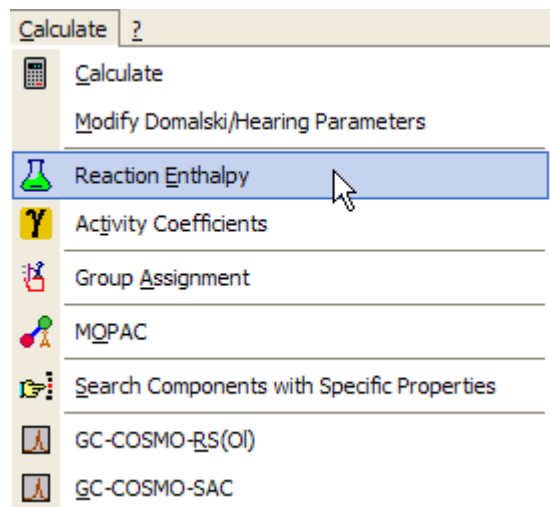 Calculate ?
Calculate
Modify Domalski/Hearing Parameters
Reaction Enthalpy
γ Activity Coefficients
Group Assignment
MOPAC
Search Components with Specific Properties
GC-COSMO-RS(Ol)
GC-COSMO-SAC